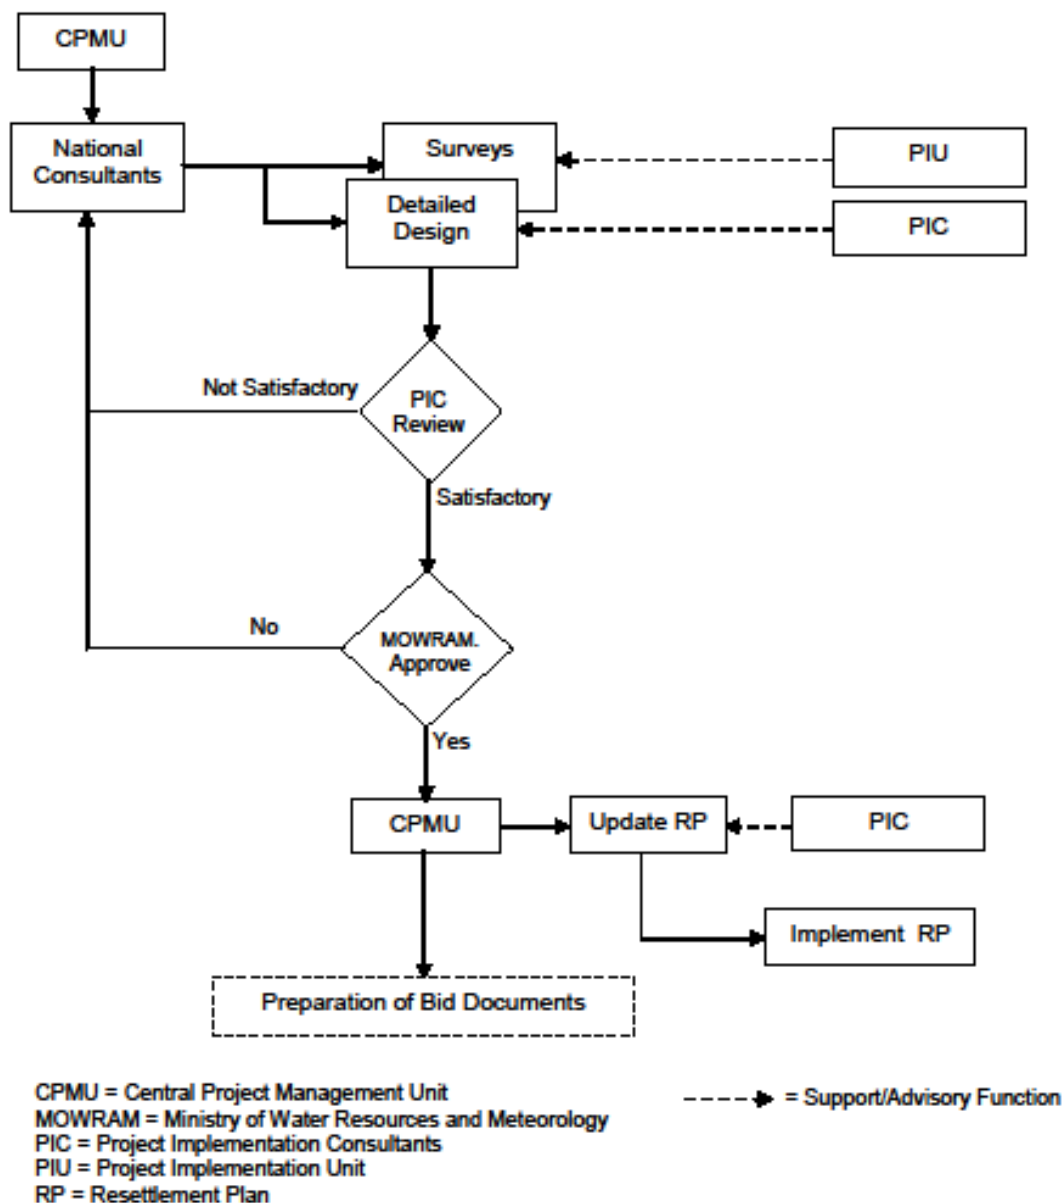 CPMU
National
Consultants
Surveys
PIU
Detailed
Design
PIC
Not Satisfactory
PIC
Review
Satisfactory
No
MOWRAM.
Approve
Yes
CPMU
Update RP
PIC
Implement RP
Preparation of Bid Documents
CPMU = Central Project Management Unit
MOWRAM = Ministry of Water Resources and Meteorology
PIC = Project Implementation Consultants
PIU = Project Implementation Unit
RP = Resettlement Plan
= Support/Advisory Function